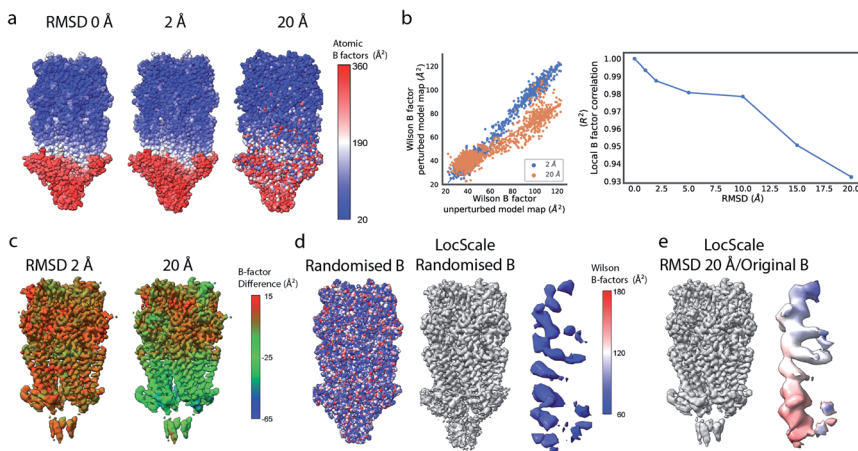 a
RMSD 0 Å
2 Å
20 Å
Atomic
B factors (Å²)
360
190
20
b
Wilson B factor
perturbed model map (Å²)
120
100
80
60
40
20
20 40 60 80 100 120
Wilson B factor
unperturbed model map (Å²)
2 Å
20 Å
Local B factor correlation
(R²)
1.00
0.99
0.98
0.96
0.95
0.94
0.93
0.0 2.5 5.0 7.5 10.0 12.5 15.0 17.5 20.0
RMSD (Å)
c
RMSD 2 Å
20 Å
B-factor
Difference (Å²)
15
-25
-65
d
Randomised B
LocScale
Randomised B
Wilson
B-factors (Å²)
180
120
60
e
LocScale
RMSD 20 Å/Original B